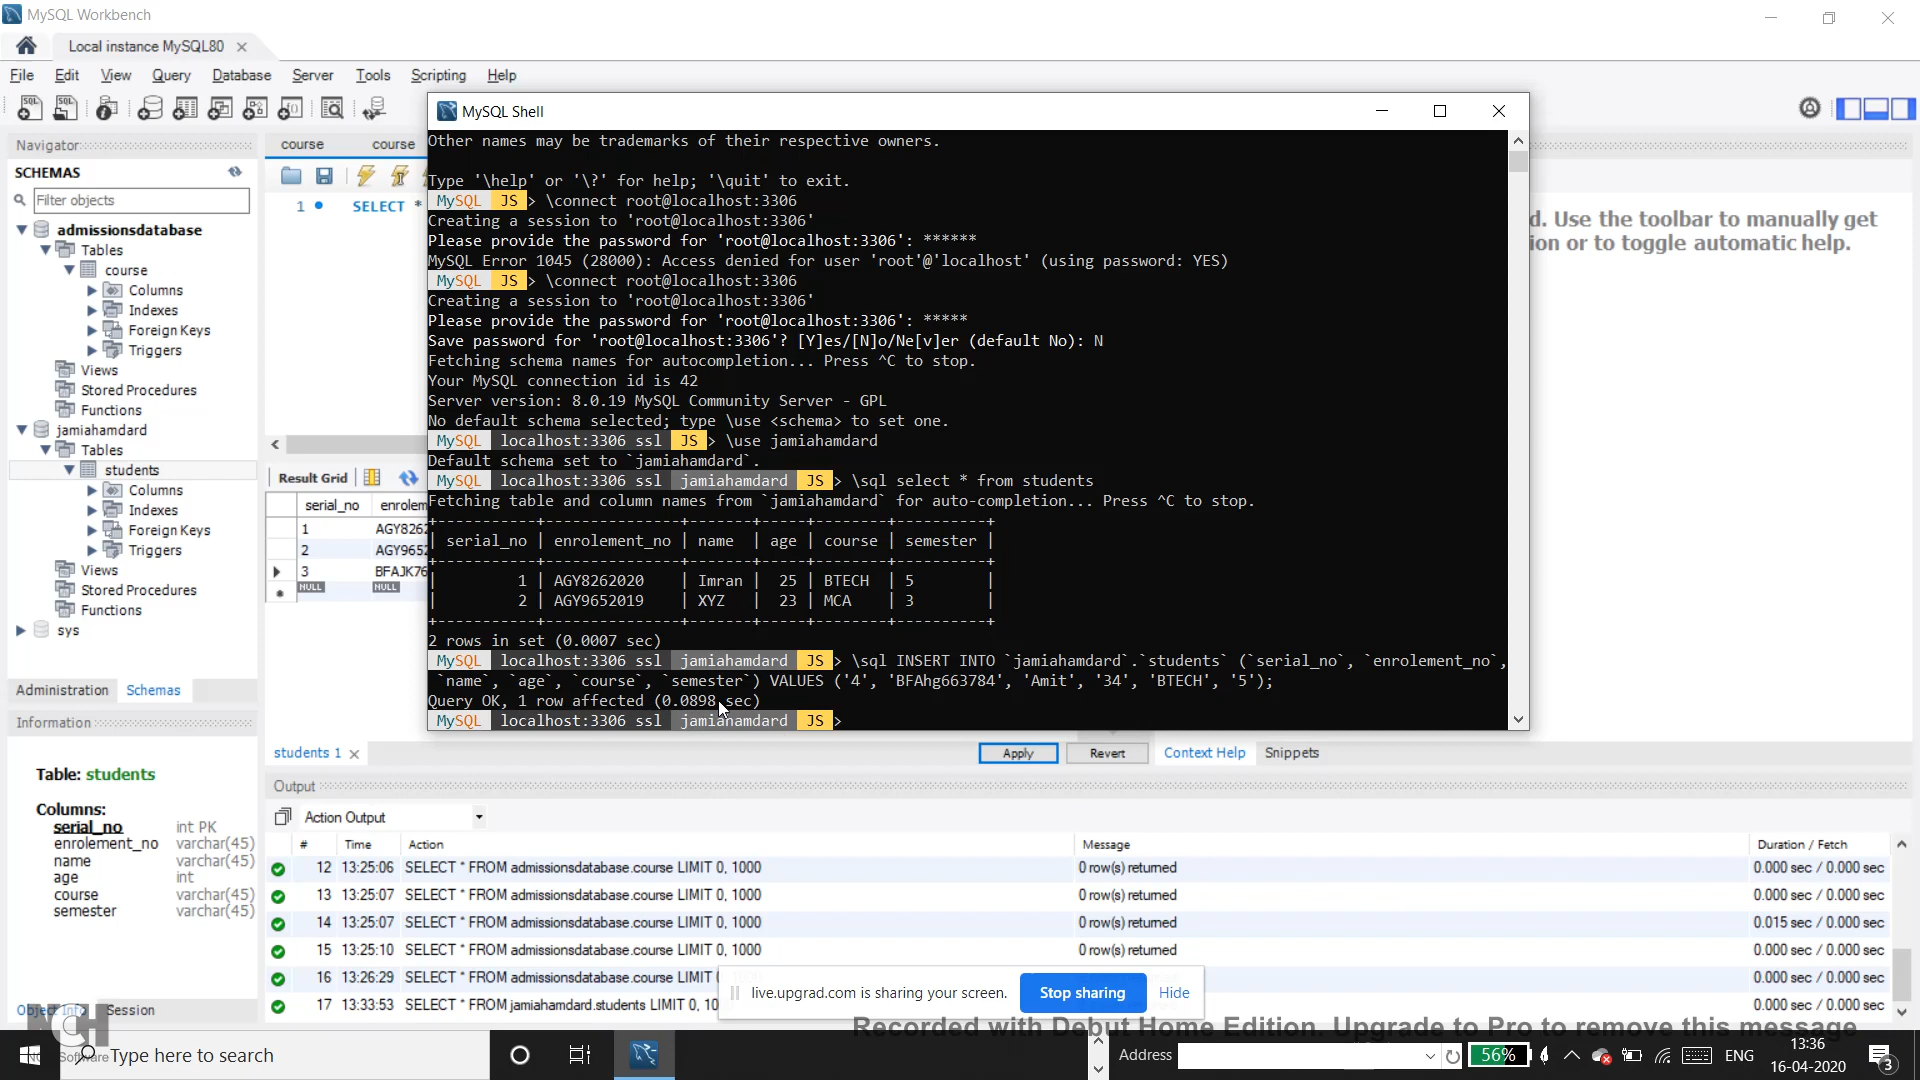 MySQL Workbench
Local instance MySQL80
File Edit View Query Database Server Tools Scripting Help
Navigator
SCHEMAS
Filter objects
admissionsdatabase
Tables
course
Columns
Indexes
Foreign Keys
Triggers
Views
Stored Procedures
Functions
jamiahamdard
Tables
students
Columns
Indexes
Foreign Keys
Triggers
Views
Stored Procedures
Functions
sys
Administration Schemas
Information
Table: students
Columns:
serial_no int PK
enrolement_no varchar(45)
name varchar(45)
age int
course varchar(45)
semester varchar(45)
Object Info Session
course course
1 SELECT *
Result Grid
serial_no enrolem
1 AGY8262
2 AGY9652
3 BFAJK76
NULL NULL
MySQL Shell
Other names may be trademarks of their respective owners.
Type '\help' or '\?' for help; '\quit' to exit.
MySQL JS > \connect root@localhost:3306
Creating a session to 'root@localhost:3306'
Please provide the password for 'root@localhost:3306': ******
MySQL Error 1045 (28000): Access denied for user 'root'@'localhost' (using password: YES)
MySQL JS > \connect root@localhost:3306
Creating a session to 'root@localhost:3306'
Please provide the password for 'root@localhost:3306': *****
Save password for 'root@localhost:3306'? [Y]es/[N]o/Ne[v]er (default No): N
Fetching schema names for autocompletion... Press ^C to stop.
Your MySQL connection id is 42
Server version: 8.0.19 MySQL Community Server - GPL
No default schema selected; type \use <schema> to set one.
MySQL localhost:3306 ssl JS > \use jamiahamdard
Default schema set to `jamiahamdard`.
MySQL localhost:3306 ssl jamiahamdard JS > \sql select * from students
Fetching table and column names from `jamiahamdard` for auto-completion... Press ^C to stop.
+-----------+---------------+-------+-----+--------+----------+
| serial_no | enrolement_no | name | age | course | semester |
+-----------+---------------+-------+-----+--------+----------+
| 1 | AGY8262020 | Imran | 25 | BTECH | 5 |
| 2 | AGY9652019 | XYZ | 23 | MCA | 3 |
+-----------+---------------+-------+-----+--------+----------+
2 rows in set (0.0007 sec)
MySQL localhost:3306 ssl jamiahamdard JS > \sql INSERT INTO `jamiahamdard`.`students` (`serial_no`, `enrolement_no`,
`name`, `age`, `course`, `semester`) VALUES ('4', 'BFAhg663784', 'Amit', '34', 'BTECH', '5');
Query OK, 1 row affected (0.0898 sec)
MySQL localhost:3306 ssl jamiahamdard JS >
d. Use the toolbar to manually get
ion or to toggle automatic help.
students 1 Apply Revert Context Help Snippets
Output
Action Output
# Time Action Message Duration / Fetch
12 13:25:06 SELECT * FROM admissionsdatabase.course LIMIT 0, 1000 0 row(s) returned 0.000 sec / 0.000 sec
13 13:25:07 SELECT * FROM admissionsdatabase.course LIMIT 0, 1000 0 row(s) returned 0.000 sec / 0.000 sec
14 13:25:07 SELECT * FROM admissionsdatabase.course LIMIT 0, 1000 0 row(s) returned 0.015 sec / 0.000 sec
15 13:25:10 SELECT * FROM admissionsdatabase.course LIMIT 0, 1000 0 row(s) returned 0.000 sec / 0.000 sec
16 13:26:29 SELECT * FROM admissionsdatabase.course LIMIT 0.000 sec / 0.000 sec
17 13:33:53 SELECT * FROM jamiahamdard.students LIMIT 0, 10 0.000 sec / 0.000 sec
live.upgrad.com is sharing your screen. Stop sharing Hide
Recorded with Debut Home Edition. Upgrade to Pro to remove this message
NCH
NCH Software
Type here to search
Address
56%
ENG
13:36
16-04-2020
3